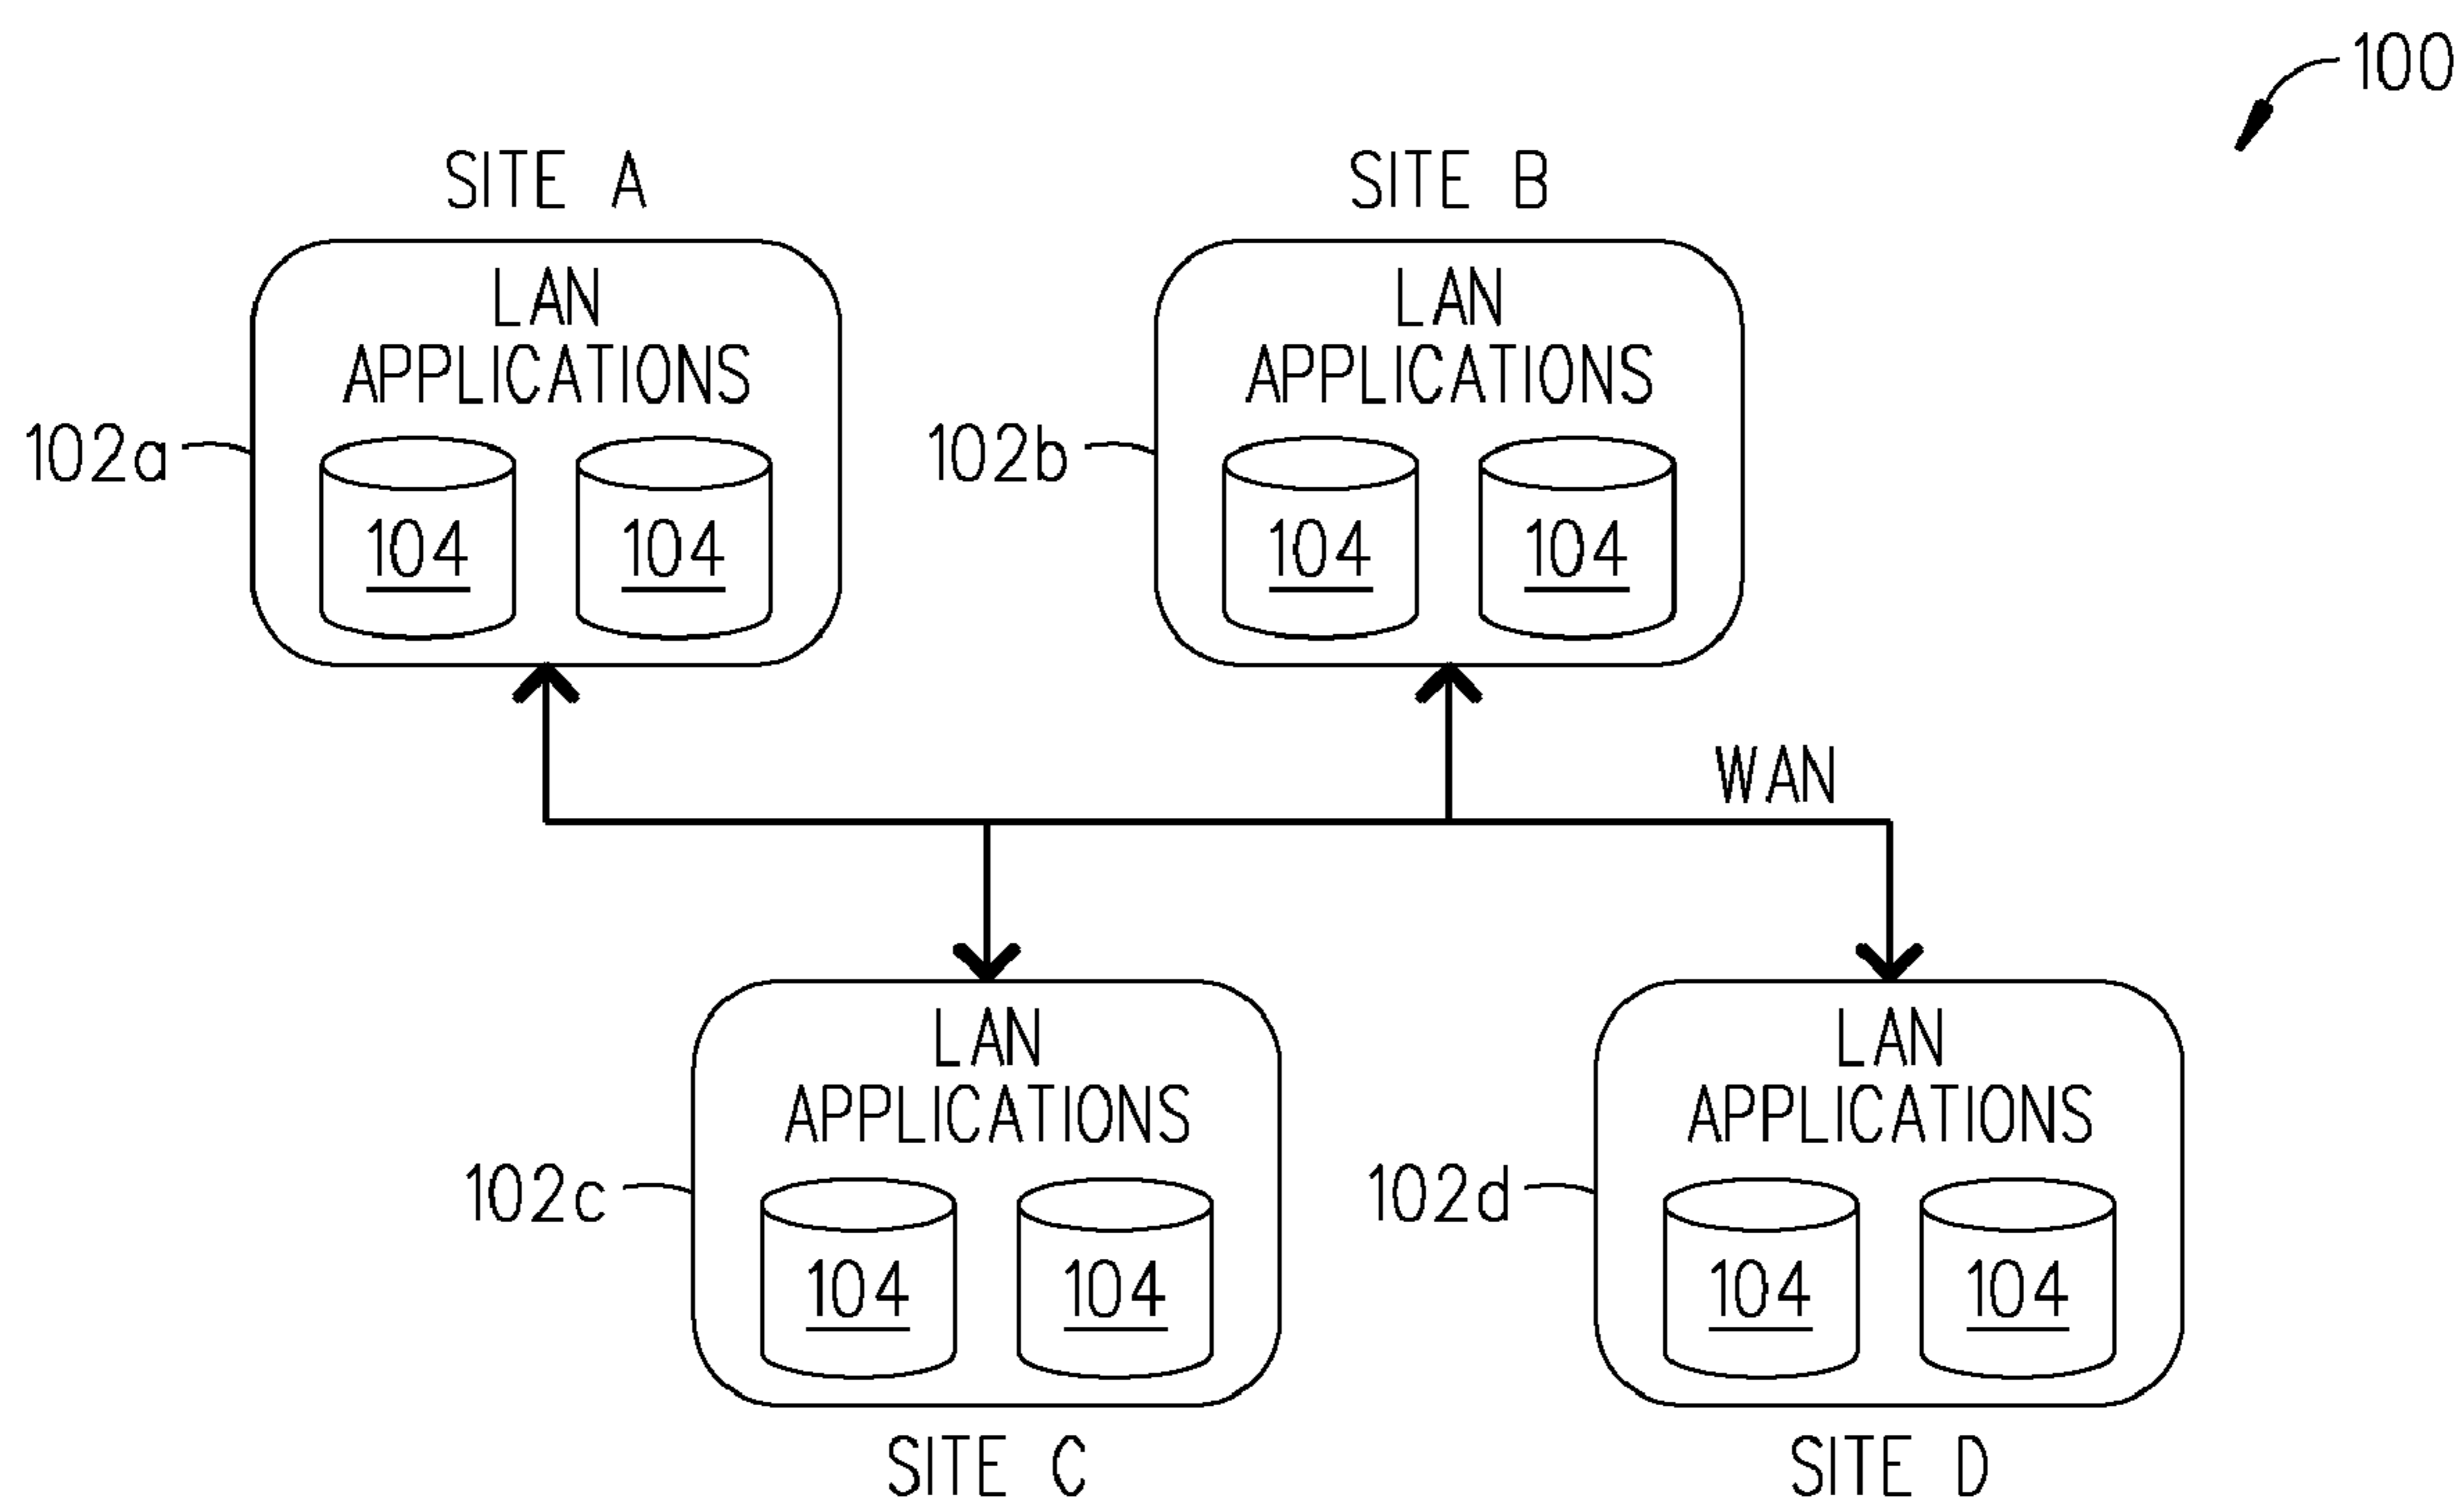 100
SITE A
SITE B
LAN
APPLICATIONS
102a
104
104
LAN
APPLICATIONS
102b
104
104
WAN
LAN
APPLICATIONS
102c
104
104
LAN
APPLICATIONS
102d
104
104
SITE C
SITE D